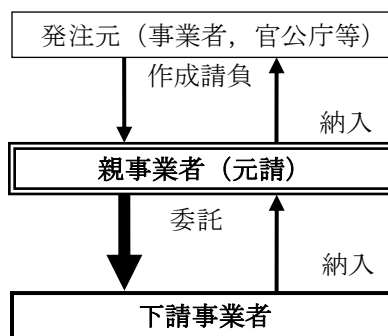 発注元（事業者，官公庁等）
作成請負
納入
親事業者（元請）
委託
納入
下請事業者